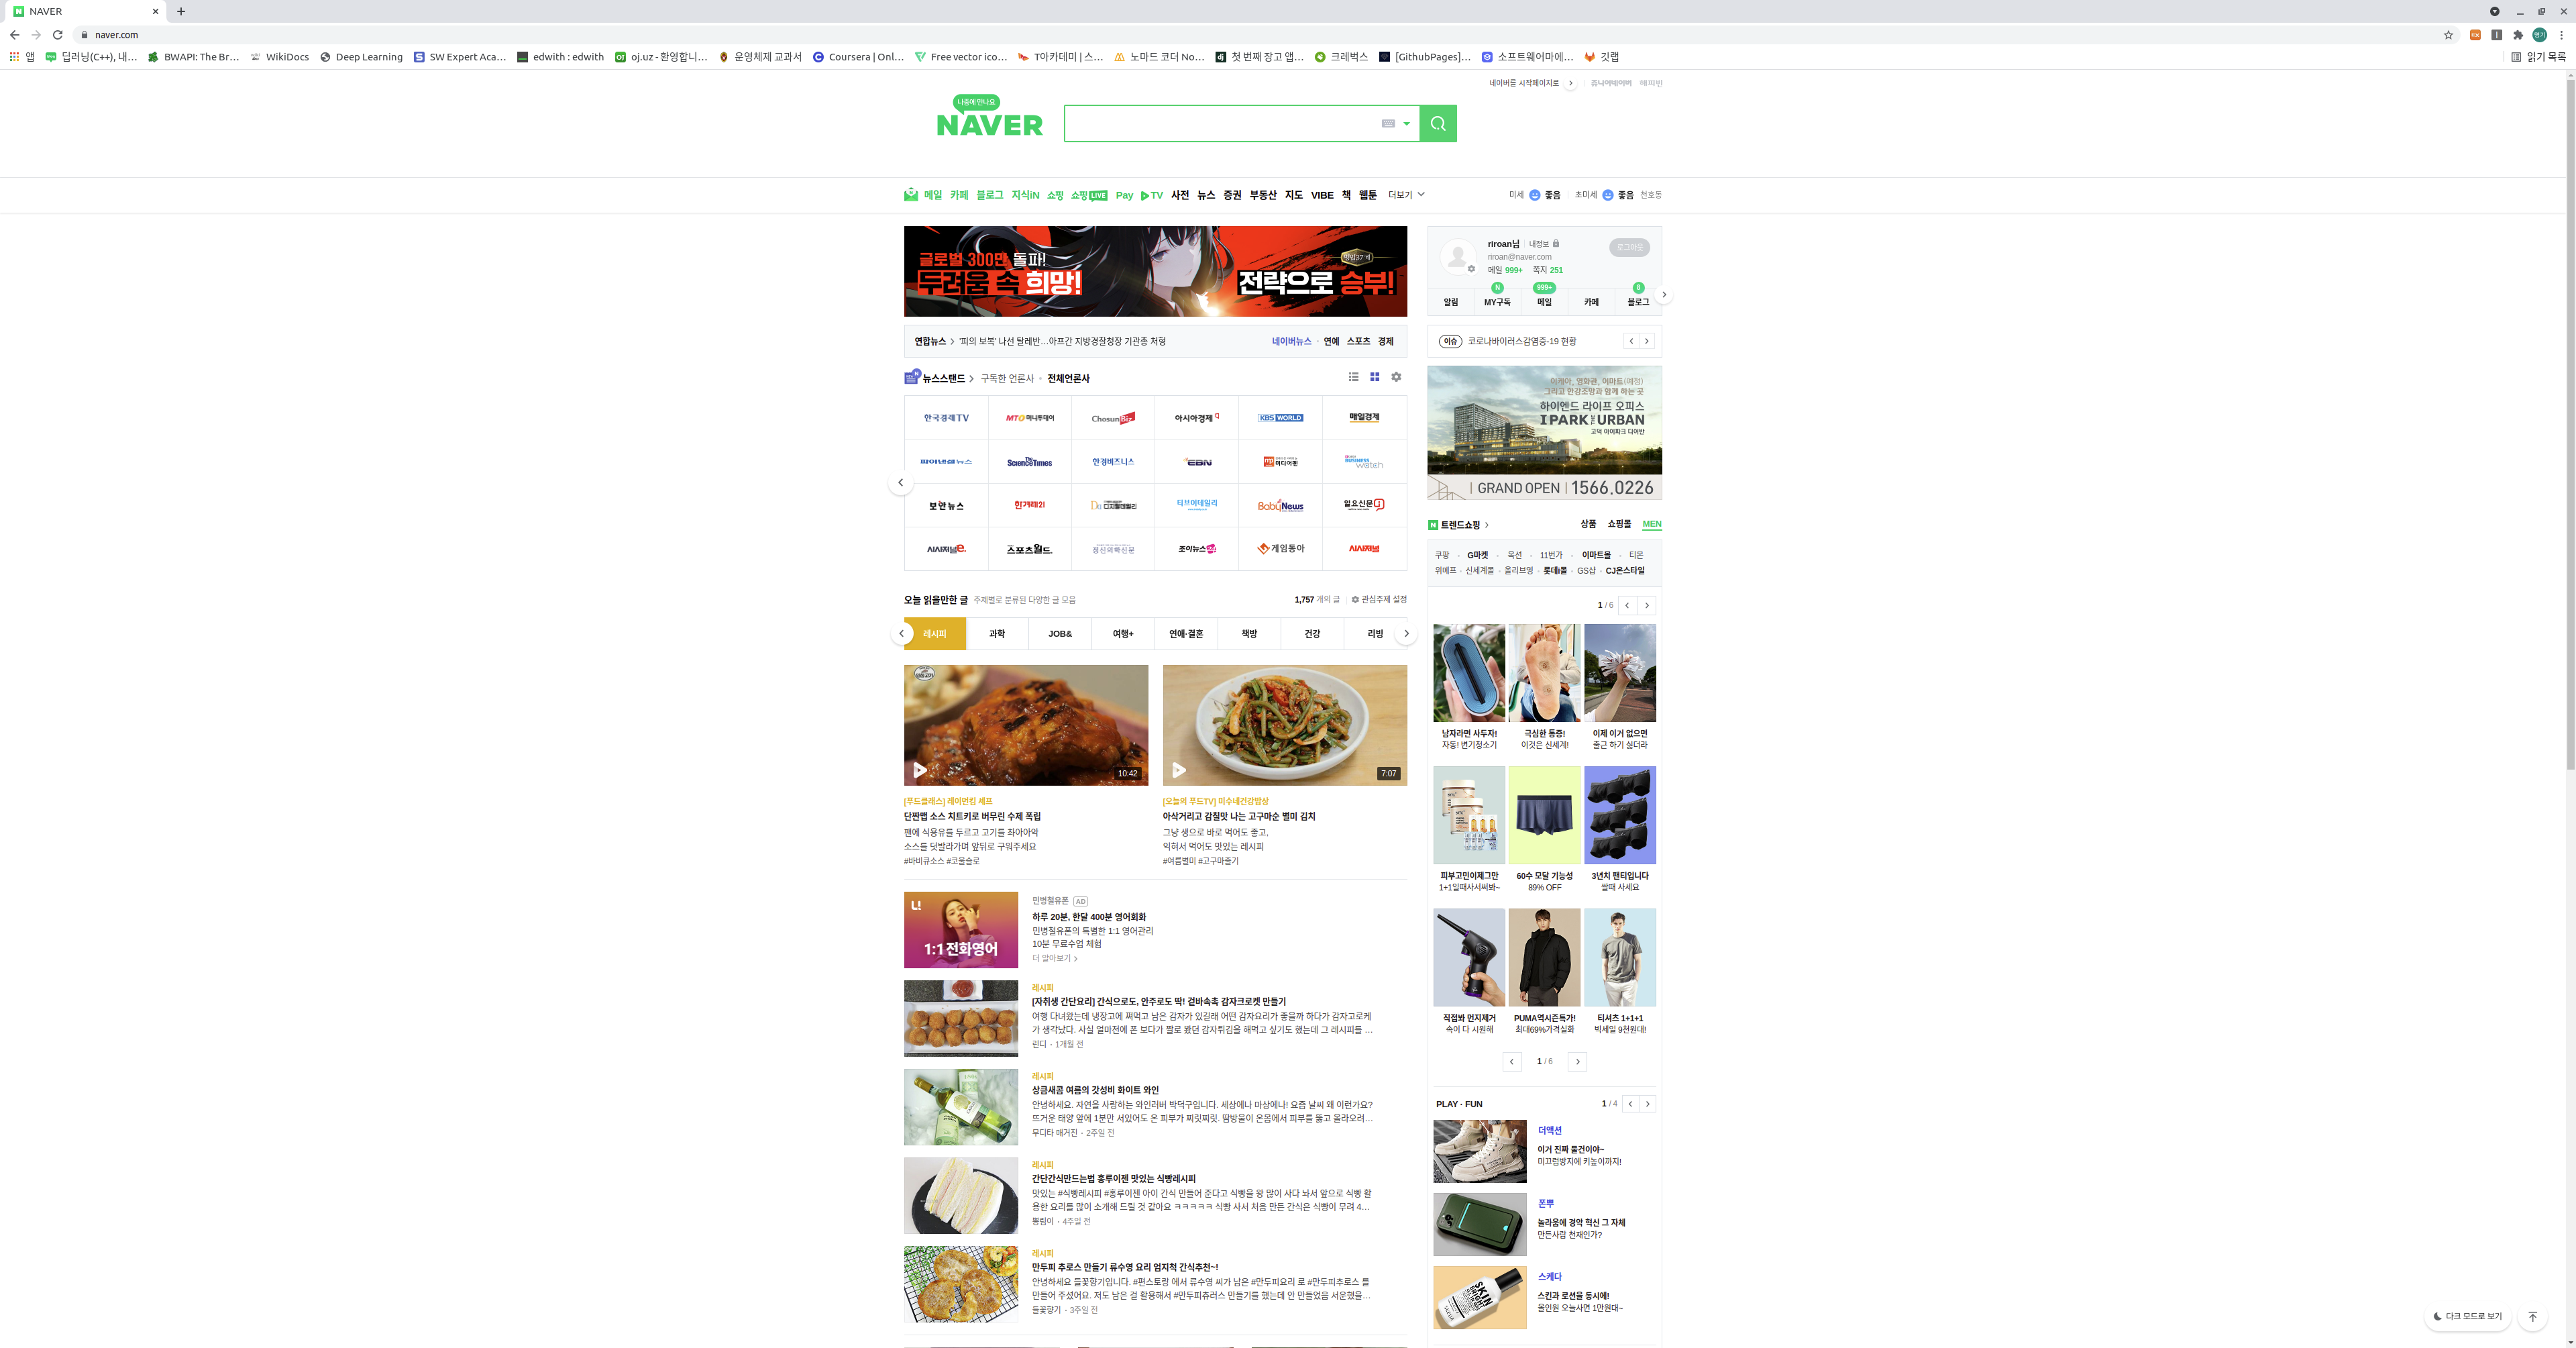 NAVER
naver.com
앱
딥러닝(C++), 내…
BWAPI: The Br…
WikiDocs
Deep Learning
SW Expert Aca…
edwith : edwith
oj.uz - 환영합니…
운영체제 교과서
Coursera | Onl…
Free vector ico…
T아카데미 | 스…
노마드 코더 No…
첫 번째 장고 앱…
크레벅스
[GithubPages]…
소프트웨어마에…
깃랩
읽기 목록
네이버를 시작페이지로
쥬니어네이버 해피빈
나중에 만나요
NAVER
메일 카페 블로그 지식iN 쇼핑 쇼핑LIVE Pay TV 사전 뉴스 증권 부동산 지도 VIBE 책 웹툰 더보기
미세 좋음 초미세 좋음 천호동
글로벌 300만 돌파!
두려움 속 희망!
전략으로 승부!
riroan님 내정보
로그아웃
riroan@naver.com
메일 999+ 쪽지 251
N 999+ 8
알림 MY구독 메일 카페 블로그
연합뉴스 '피의 보복' 나선 탈레반…아프간 지방경찰청장 기관총 처형
네이버뉴스 · 연예 스포츠 경제
이슈 코로나바이러스감염증-19 현황
뉴스스탠드 구독한 언론사 · 전체언론사
한국경제TV MTO 머니투데이 ChosunBiz 아시아경제 KBS WORLD 매일경제
파이낸셜뉴스 The ScienceTimes 한경비즈니스 EBN 미디어펜 BUSINESS watch
보안뉴스 한겨레21 디지털데일리 티브이데일리 BabyNews 일요신문
시사저널e. 스포츠월드. 정신의학신문 조이뉴스24 게임동아 시사저널
이케아, 영화관, 이마트(예정)
그리고 한강조망과 함께 하는 곳
하이엔드 라이프 오피스
I PARK THE URBAN
고덕 아이파크 디어반
GRAND OPEN | 1566.0226
트렌드쇼핑
상품 쇼핑몰 MEN
쿠팡 · G마켓 · 옥션 · 11번가 · 이마트몰 · 티몬
위메프 · 신세계몰 · 올리브영 · 롯데i몰 · GS샵 · CJ온스타일
1 / 6
오늘 읽을만한 글 주제별로 분류된 다양한 글 모음
1,757 개의 글 관심주제 설정
레시피 과학 JOB& 여행+ 연애·결혼 책방 건강 리빙
10:42
7:07
[푸드클래스] 레이먼킴 셰프
단짠맵 소스 치트키로 버무린 수제 폭립
팬에 식용유를 두르고 고기를 촤아아악
소스를 덧발라가며 앞뒤로 구워주세요
#바비큐소스 #코울슬로
[오늘의 푸드TV] 미수네건강밥상
아삭거리고 감칠맛 나는 고구마순 별미 김치
그냥 생으로 바로 먹어도 좋고,
익혀서 먹어도 맛있는 레시피
#여름별미 #고구마줄기
1:1 전화영어
민병철유폰 AD
하루 20분, 한달 400분 영어회화
민병철유폰의 특별한 1:1 영어관리
10분 무료수업 체험
더 알아보기
레시피
[자취생 간단요리] 간식으로도, 안주로도 딱! 겉바속촉 감자크로켓 만들기
여행 다녀왔는데 냉장고에 쪄먹고 남은 감자가 있길래 어떤 감자요리가 좋을까 하다가 감자고로케
가 생각났다. 사실 얼마전에 폰 보다가 짤로 봤던 감자튀김을 해먹고 싶기도 했는데 그 레시피를 …
린디 · 1개월 전
레시피
상큼새콤 여름의 갓성비 화이트 와인
안녕하세요. 자연을 사랑하는 와인러버 박덕구입니다. 세상에나 마상에나! 요즘 날씨 왜 이런가요?
뜨거운 태양 앞에 1분만 서있어도 온 피부가 찌릿찌릿. 땀방울이 온몸에서 피부를 뚫고 올라오려…
무디타 매거진 · 2주일 전
레시피
간단간식만드는법 홍루이젠 맛있는 식빵레시피
맛있는 #식빵레시피 #홍루이젠 아이 간식 만들어 준다고 식빵을 왕 많이 사다 놔서 앞으로 식빵 활
용한 요리를 많이 소개해 드릴 것 같아요 ㅋㅋㅋㅋㅋ 식빵 사서 처음 만든 간식은 식빵이 무려 4…
뽕림이 · 4주일 전
레시피
만두피 추로스 만들기 류수영 요리 엄지척 간식추천~!
안녕하세요 들꽃향기입니다. #편스토랑 에서 류수영 씨가 남은 #만두피요리 로 #만두피추로스 를
만들어 주셨어요. 저도 남은 걸 활용해서 #만두피츄러스 만들기를 했는데 안 만들었음 서운했을…
들꽃향기 · 3주일 전
남자라면 사두자! 극심한 통증! 이제 이거 없으면
자동! 변기청소기 이것은 신세계! 출근 하기 싫더라
피부고민이제그만 60수 모달 기능성 3년치 팬티입니다
1+1일때사서써봐~ 89% OFF 쌀때 사세요
직접봐 먼지제거 PUMA역시즌특가! 티셔츠 1+1+1
속이 다 시원해 최대69%가격실화 빅세일 9천원대!
1 / 6
PLAY · FUN 1 / 4
더액션
이거 진짜 물건이야~
미끄럼방지에 키높이까지!
폰뿌
놀라움에 경악 혁신 그 자체
만든사람 천재인가?
스케다
스킨과 로션을 동시에!
올인원 오늘사면 1만원대~
SKIN
다크 모드로 보기